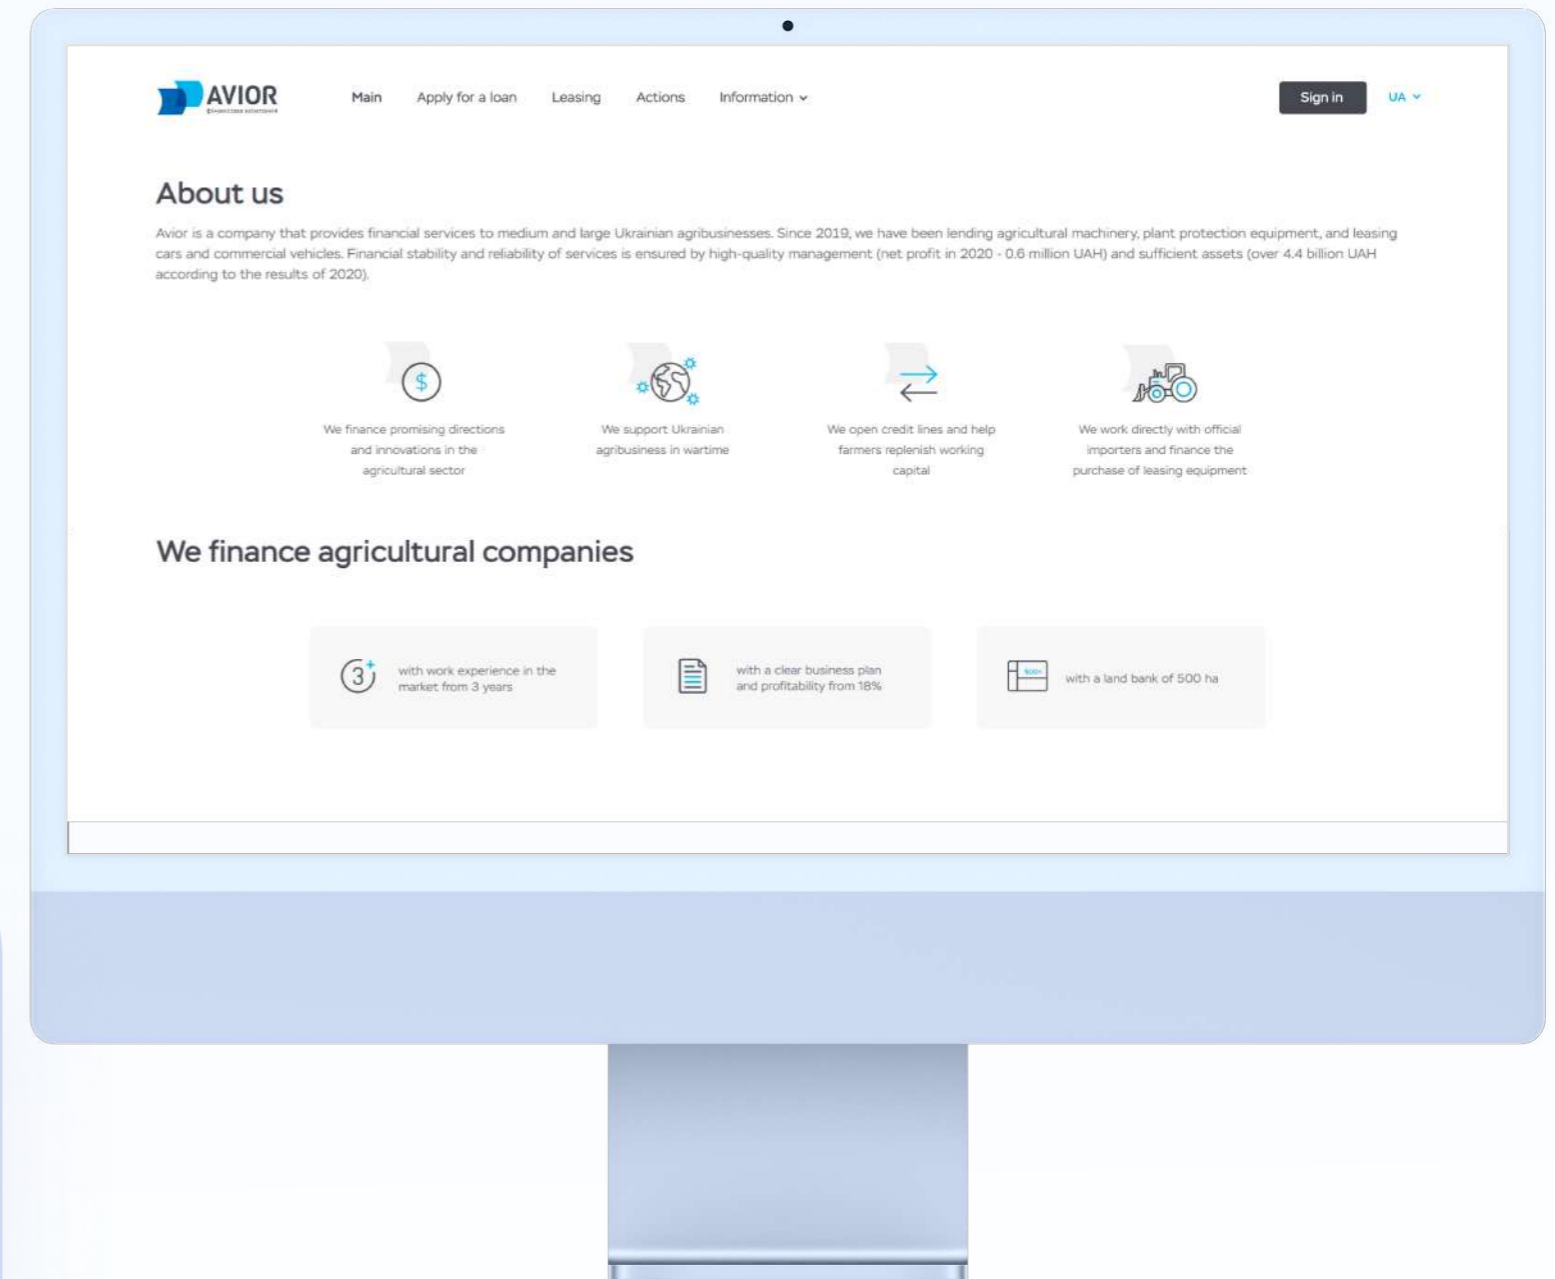 AVIOR
Main
Apply for a loan
Leasing
Actions
Information
Sign in
UA
About us
Avior is a company that provides financial services to medium and large Ukrainian agribusinesses. Since 2019, we have been lending agricultural machinery, plant protection equipment, and leasing
cars and commercial vehicles. Financial stability and reliability of services is ensured by high-quality management (net profit in 2020 - 0.6 million UAH) and sufficient assets (over 4.4 billion UAH
according to the results of 2020).
$
We finance promising directions
and innovations in the
agricultural sector
We support Ukrainian
agribusiness in wartime
We open credit lines and help
farmers replenish working
capital
We work directly with official
importers and finance the
purchase of leasing equipment
We finance agricultural companies
3+
with work experience in the
market from 3 years
with a clear business plan
and profitability from 18%
500+
with a land bank of 500 ha